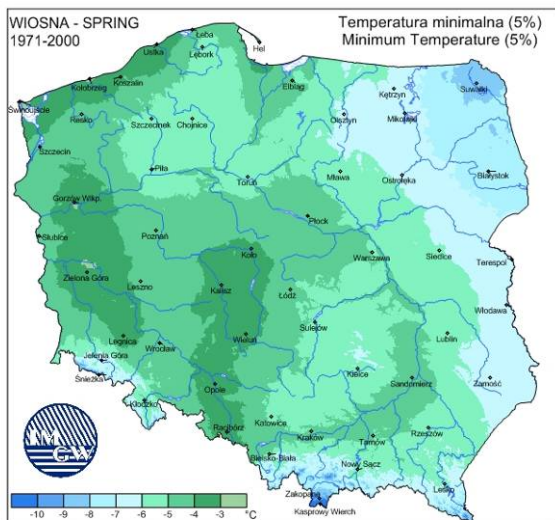 WIOSNA - SPRING
1971-2000
Temperatura minimalna (5%)
Minimum Temperature (5%)
Łeba
Hel
Ustka
Lębork
Koszalin
Kołobrzeg
Elbląg
Kętrzyn
Suwałki
Świnoujście
Resko
Szczecinek
Chojnice
Olsztyn
Mikołajki
Szczecin
Piła
Toruń
Mława
Ostrołęka
Białystok
Gorzów Wlkp.
Płock
Słubice
Poznań
Koło
Warszawa
Siedlce
Terespol
Zielona Góra
Leszno
Kalisz
Łódź
Włodawa
Sulejów
Legnica
Wrocław
Wieluń
Lublin
Jelenia Góra
Śnieżka
Opole
Kielce
Sandomierz
Zamość
Kłodzko
Katowice
Racibórz
Kraków
Tarnów
Rzeszów
Bielsko-Biała
Nowy Sącz
Lesko
Zakopane
Kasprowy Wierch
IM
GW
-10 -9 -8 -7 -6 -5 -4 -3 °C